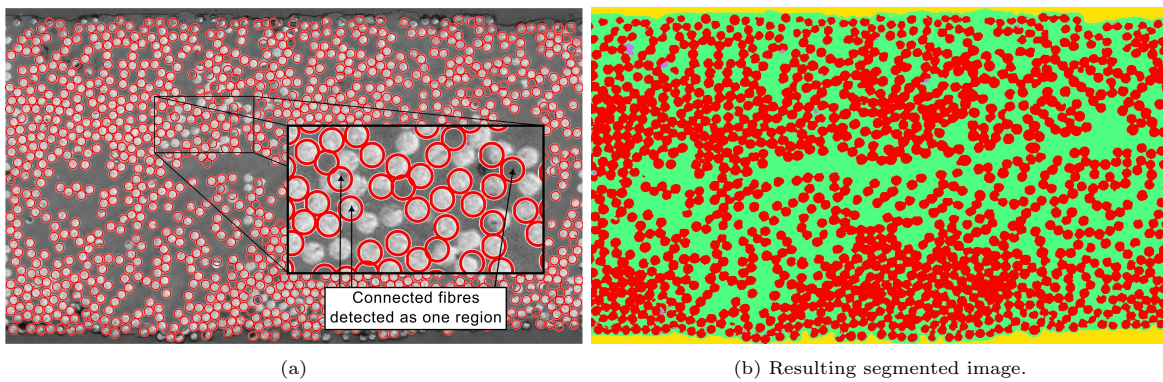 Connected fibres
detected as one region
(a)
(b) Resulting segmented image.